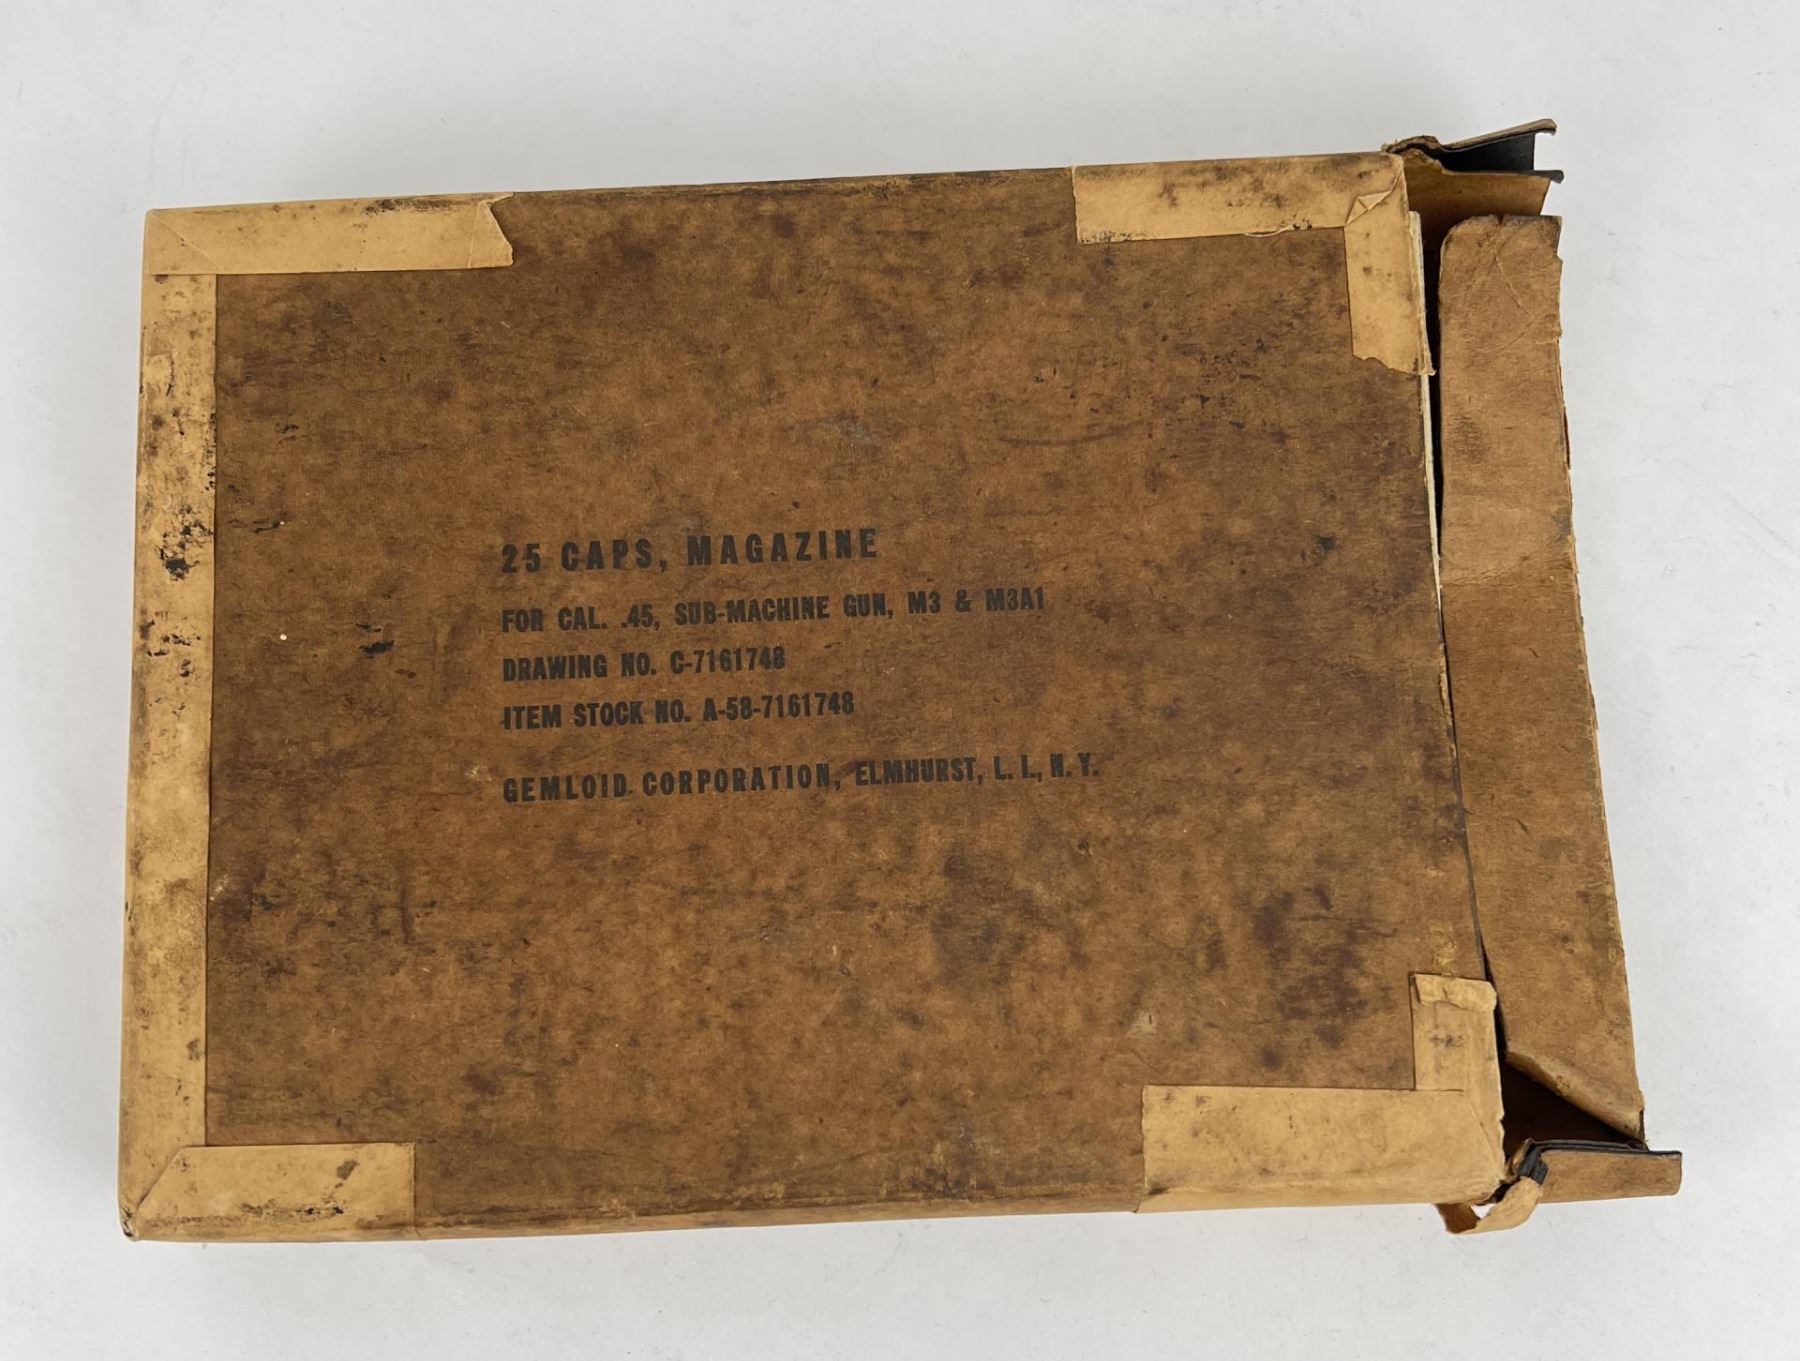 25 CAPS, MAGAZINE
FOR CAL. .45, SUB-MACHINE GUN, M3 & M3A1
DRAWING NO. C-7161748
ITEM STOCK NO. A-58-7161748
GEMLOID CORPORATION, ELMHURST, L. I., N. Y.